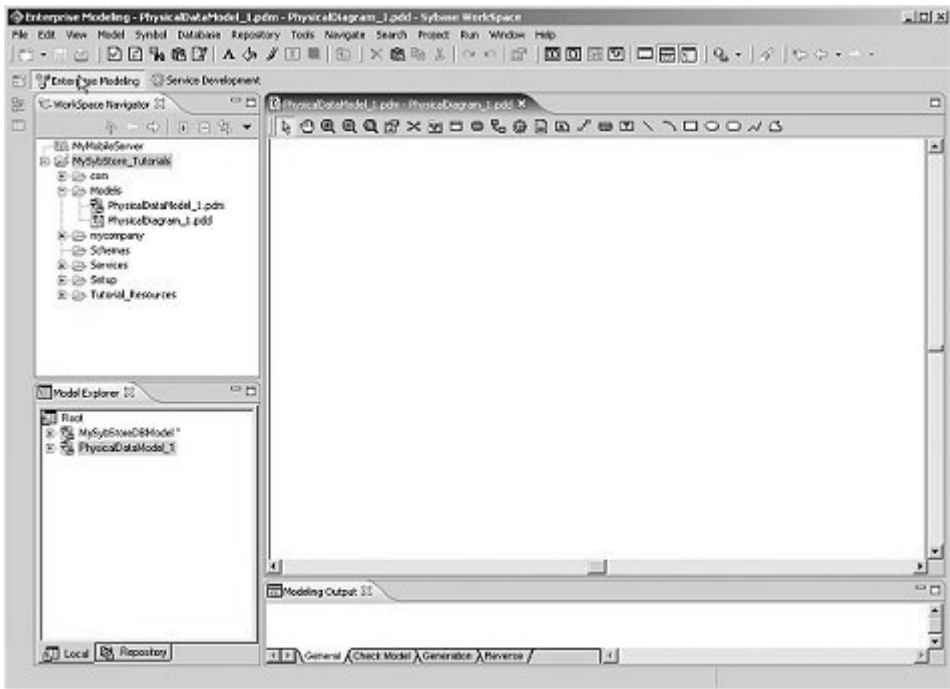 Enterprise Modeling - PhysicalDataModel_1.pdm - PhysicalDiagram_1.pdd - Sybase WorkSpace
File Edit View Model Symbol Database Repository Tools Navigate Search Project Run Window Help
Enterprise Modeling Service Development
WorkSpace Navigator
PhysicalDataModel_1.pdm - PhysicalDiagram_1.pdd
MyMobileServer
MySybStore_Tutorials
com
Models
PhysicalDataModel_1.pdm
PhysicalDiagram_1.pdd
mycompany
Schemas
Services
Setup
Tutorial_Resources
Model Explorer
Root
MySybStoreDBModel *
PhysicalDataModel_1
Local Repository
Modeling Output
General Check Model Generation Reverse